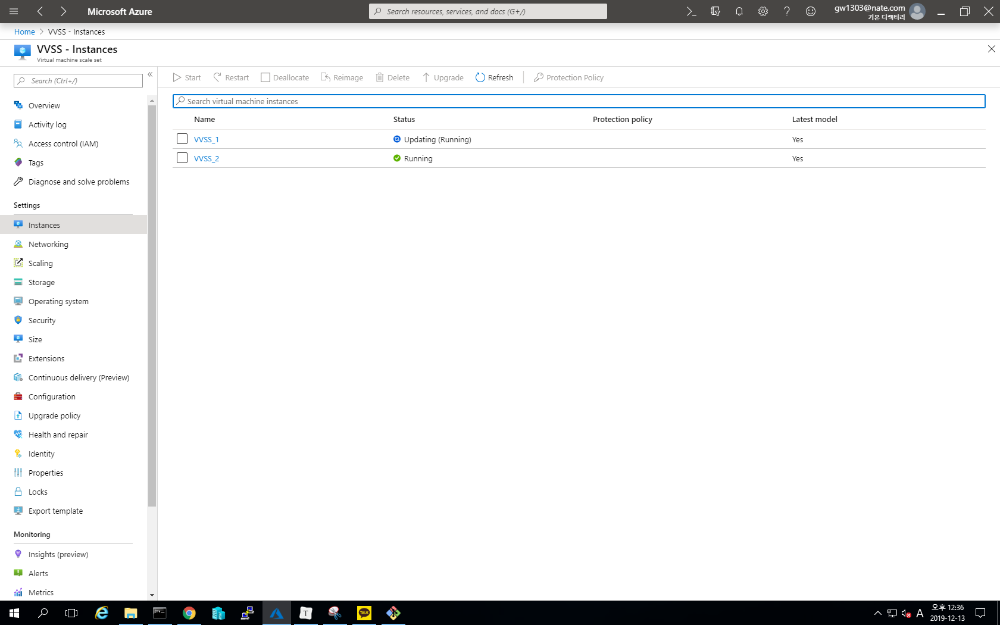 Microsoft Azure
Search resources, services, and docs (G+/)
gw1303@nate.com
기본 디렉터리
Home > VVSS - Instances
VVSS - Instances
Virtual machine scale set
Search (Ctrl+/)
Start Restart Deallocate Reimage Delete Upgrade Refresh Protection Policy
Search virtual machine instances
Name Status Protection policy Latest model
VVSS_1 Updating (Running) Yes
VVSS_2 Running Yes
Overview
Activity log
Access control (IAM)
Tags
Diagnose and solve problems
Settings
Instances
Networking
Scaling
Storage
Operating system
Security
Size
Extensions
Continuous delivery (Preview)
Configuration
Upgrade policy
Health and repair
Identity
Properties
Locks
Export template
Monitoring
Insights (preview)
Alerts
Metrics
T
TALK
A
오후 12:36
2019-12-13